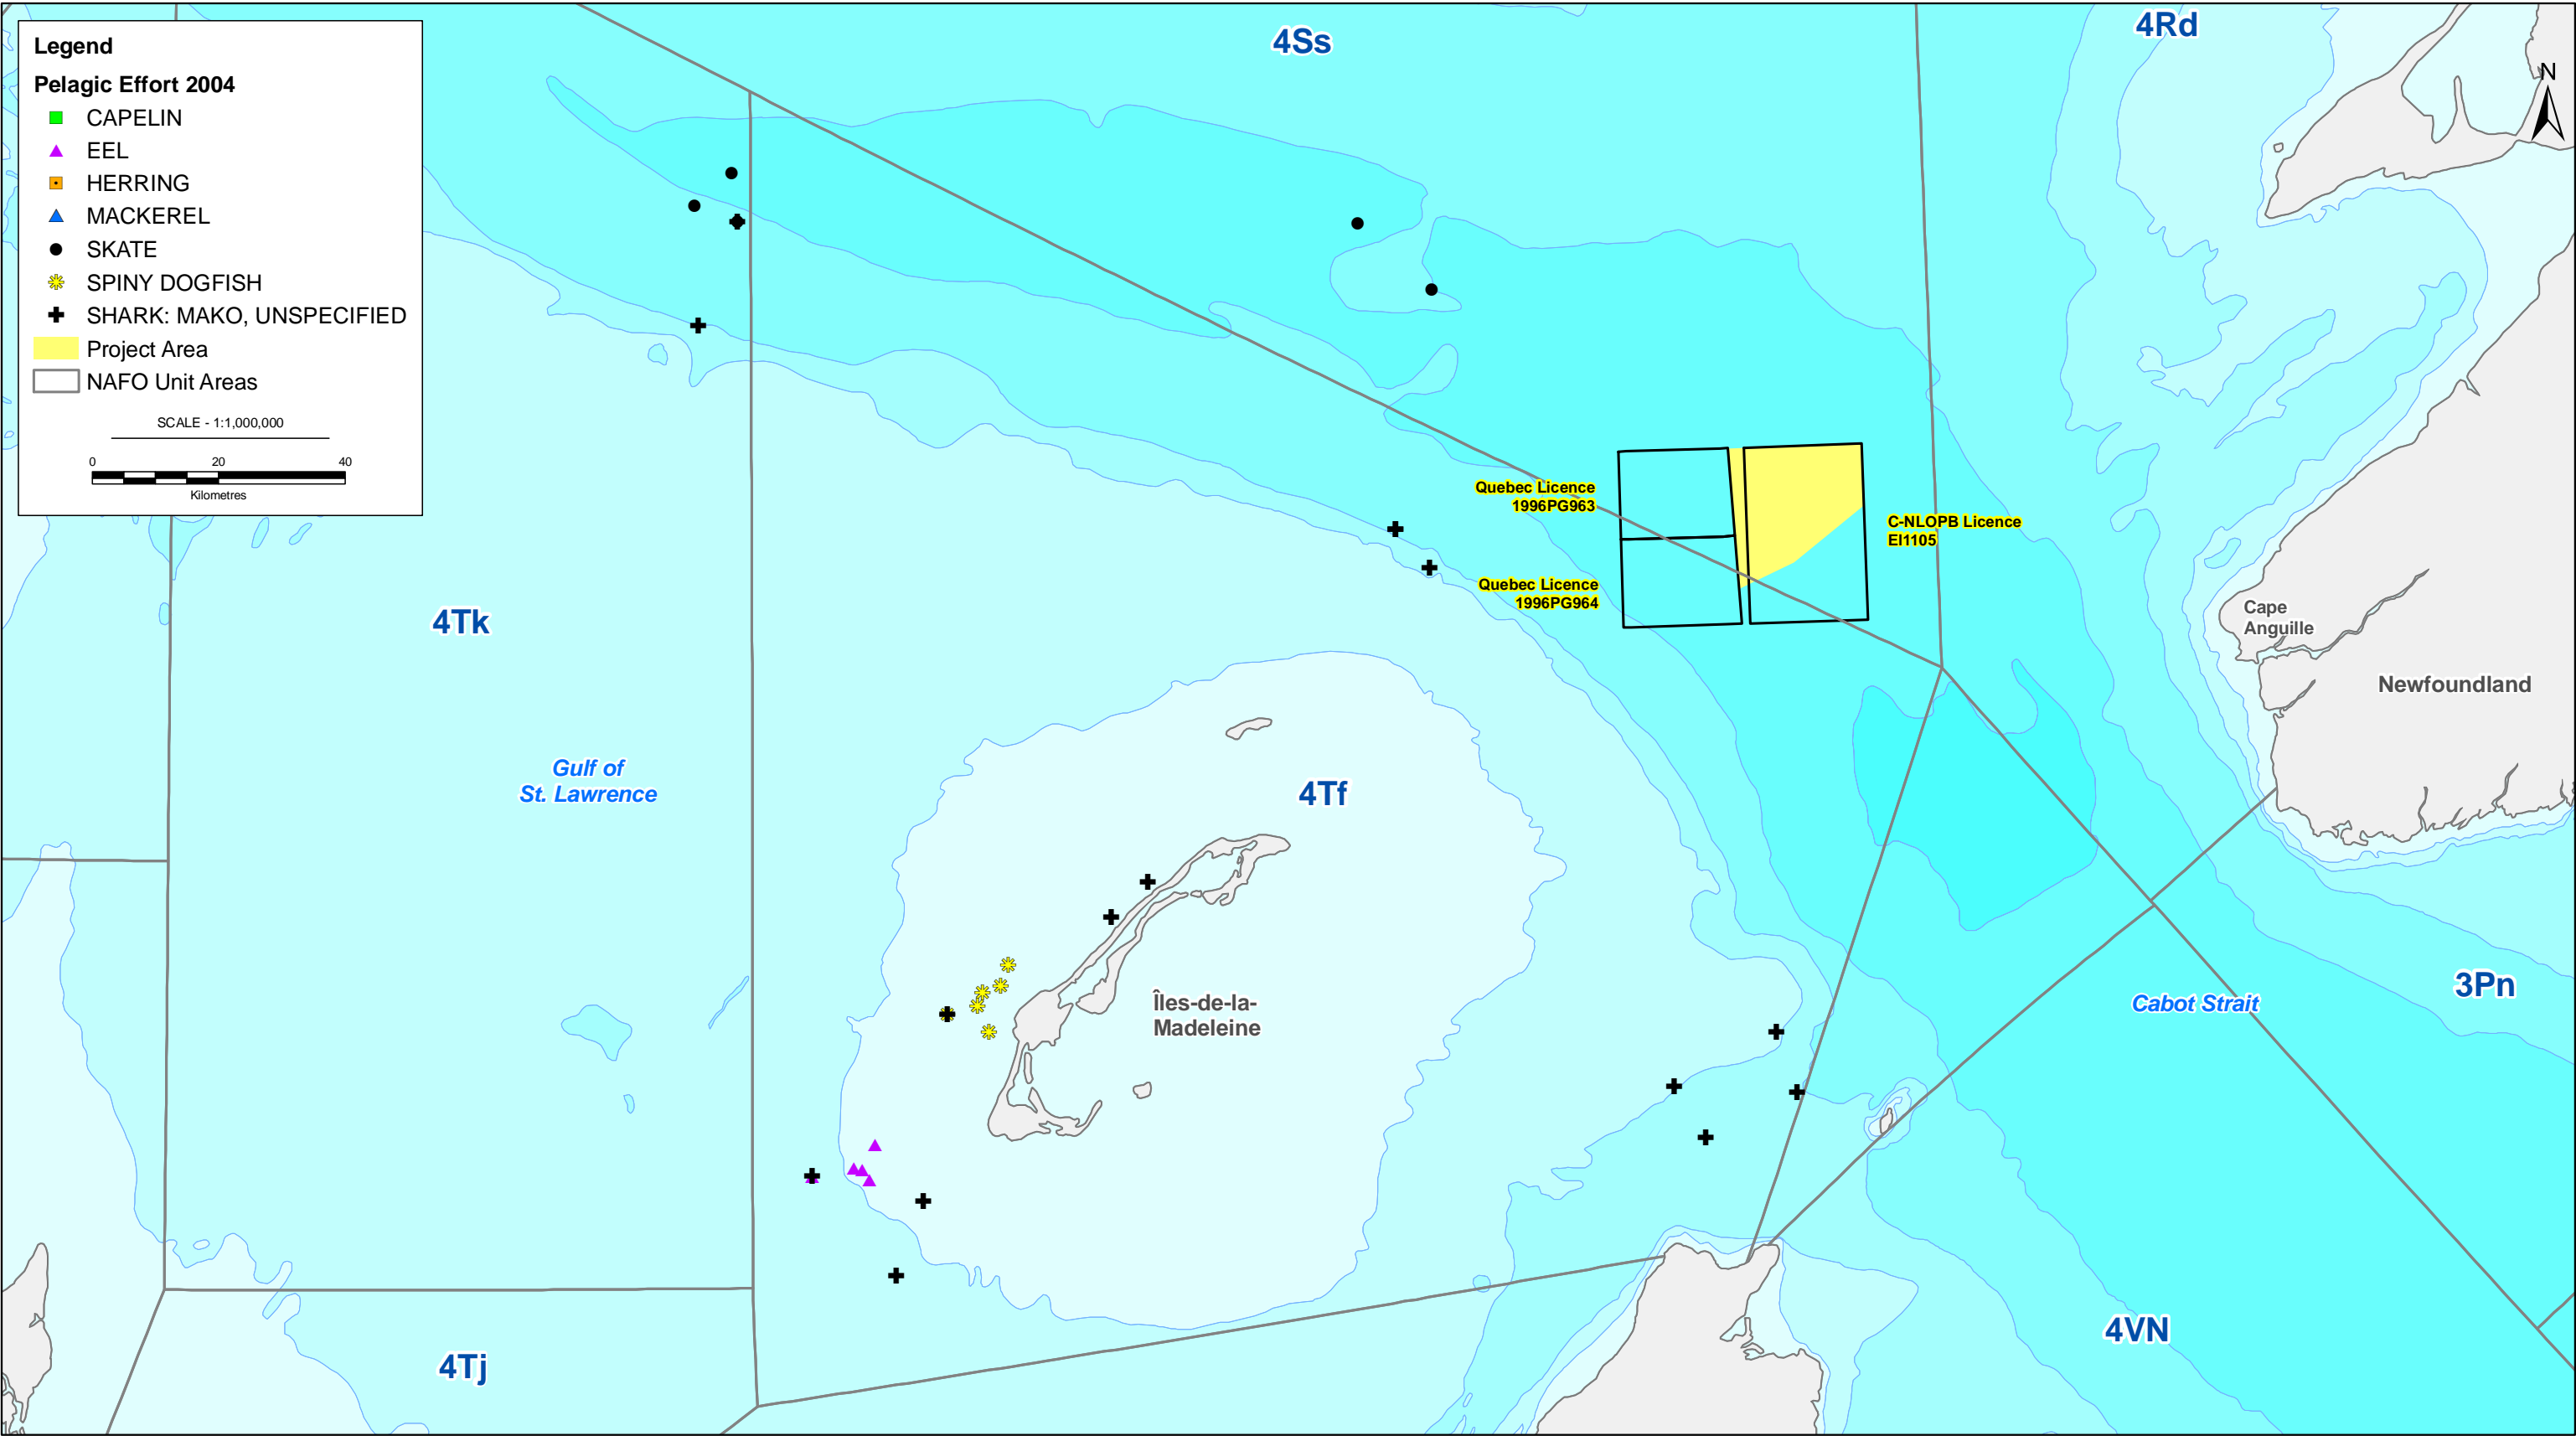 Legend
Pelagic Effort 2004
CAPELIN
EEL
HERRING
MACKEREL
SKATE
SPINY DOGFISH
SHARK: MAKO, UNSPECIFIED
Project Area
NAFO Unit Areas
SCALE - 1:1,000,000
0 20 40
Kilometres
4Ss
4Rd
N
Quebec Licence
1996PG963
C-NLOPB Licence
EI1105
Quebec Licence
1996PG964
4Tk
Cape
Anguille
Newfoundland
Gulf of
St. Lawrence
4Tf
Îles-de-la-
Madeleine
3Pn
Cabot Strait
4VN
4Tj